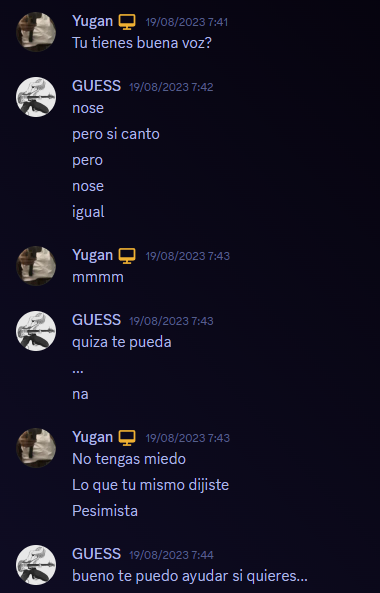 Yugan 19/08/2023 7:41
Tu tienes buena voz?
GUESS 19/08/2023 7:42
nose
pero si canto
pero
nose
igual
Yugan 19/08/2023 7:43
mmmm
GUESS 19/08/2023 7:43
quiza te pueda
...
na
Yugan 19/08/2023 7:43
No tengas miedo
Lo que tu mismo dijiste
Pesimista
GUESS 19/08/2023 7:44
bueno te puedo ayudar si quieres...